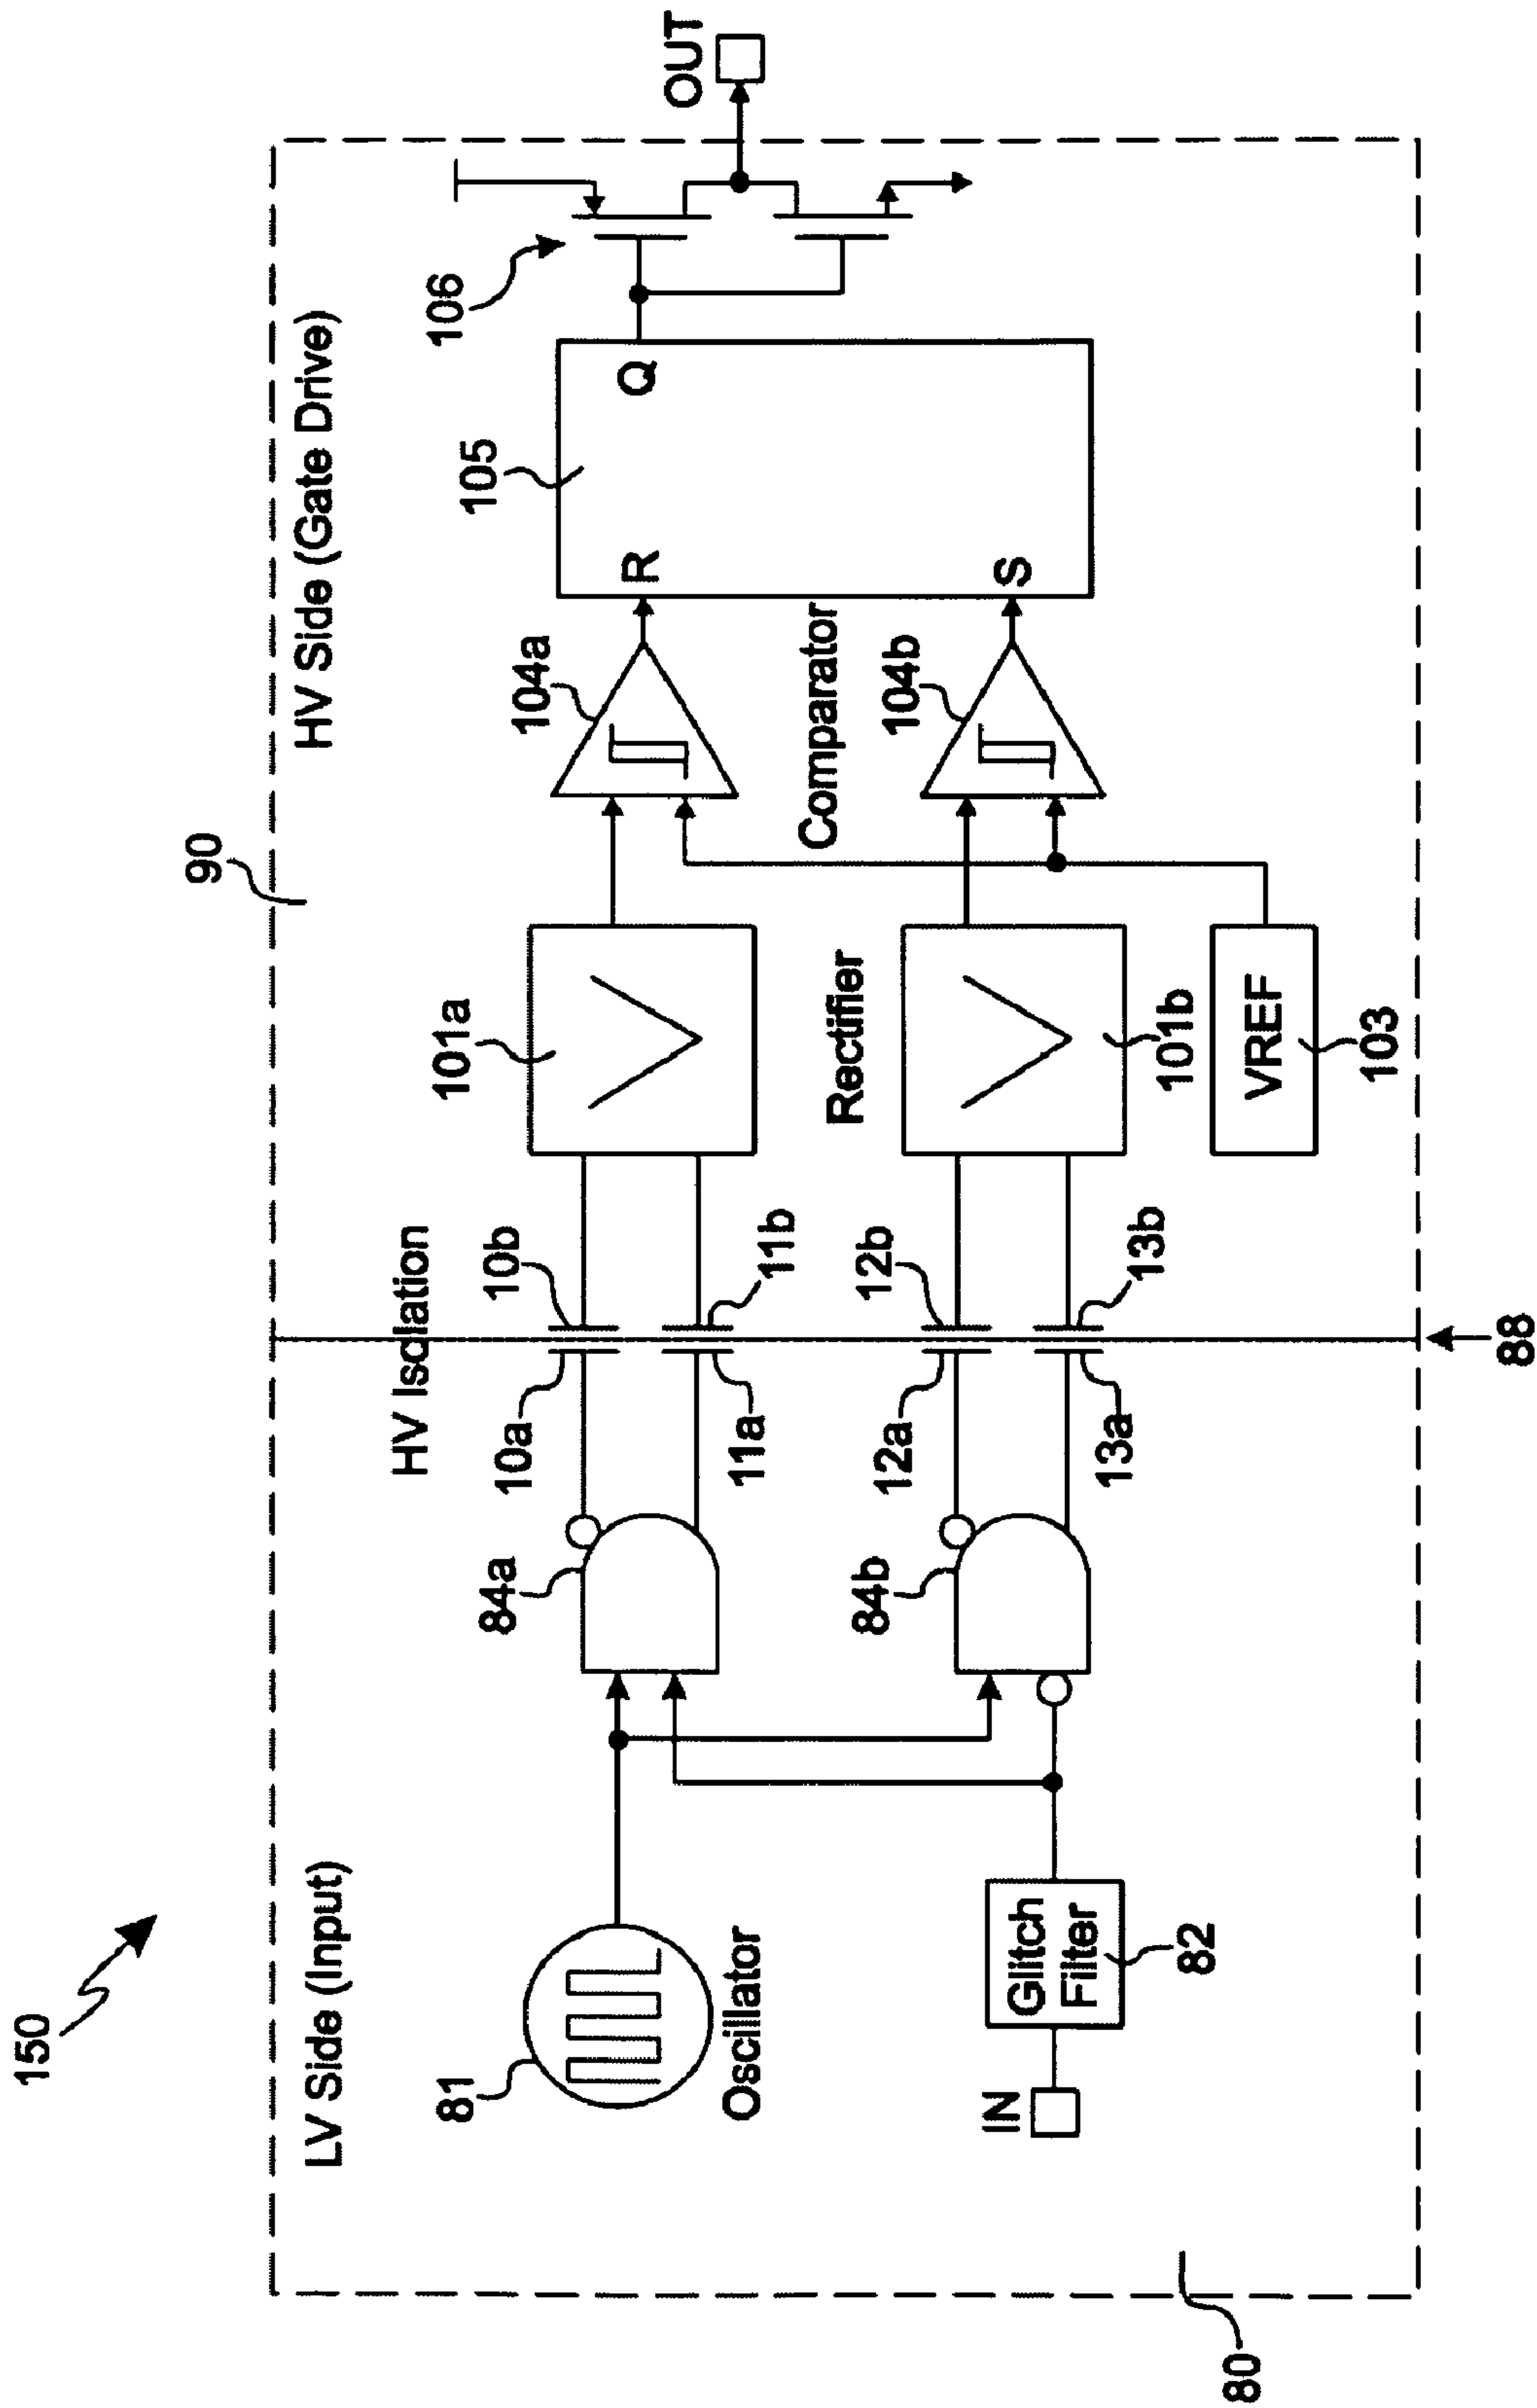 150
LV Side (Input)
HV Isolation
HV Side (Gate Drive)
90
81
Oscillator
IN
Glitch
Filter
82
84a
84b
10a
10b
11a
11b
12a
12b
13a
13b
101a
Rectifier
101b
VREF
103
104a
Comparator
104b
105
R
S
Q
106
OUT
80
88